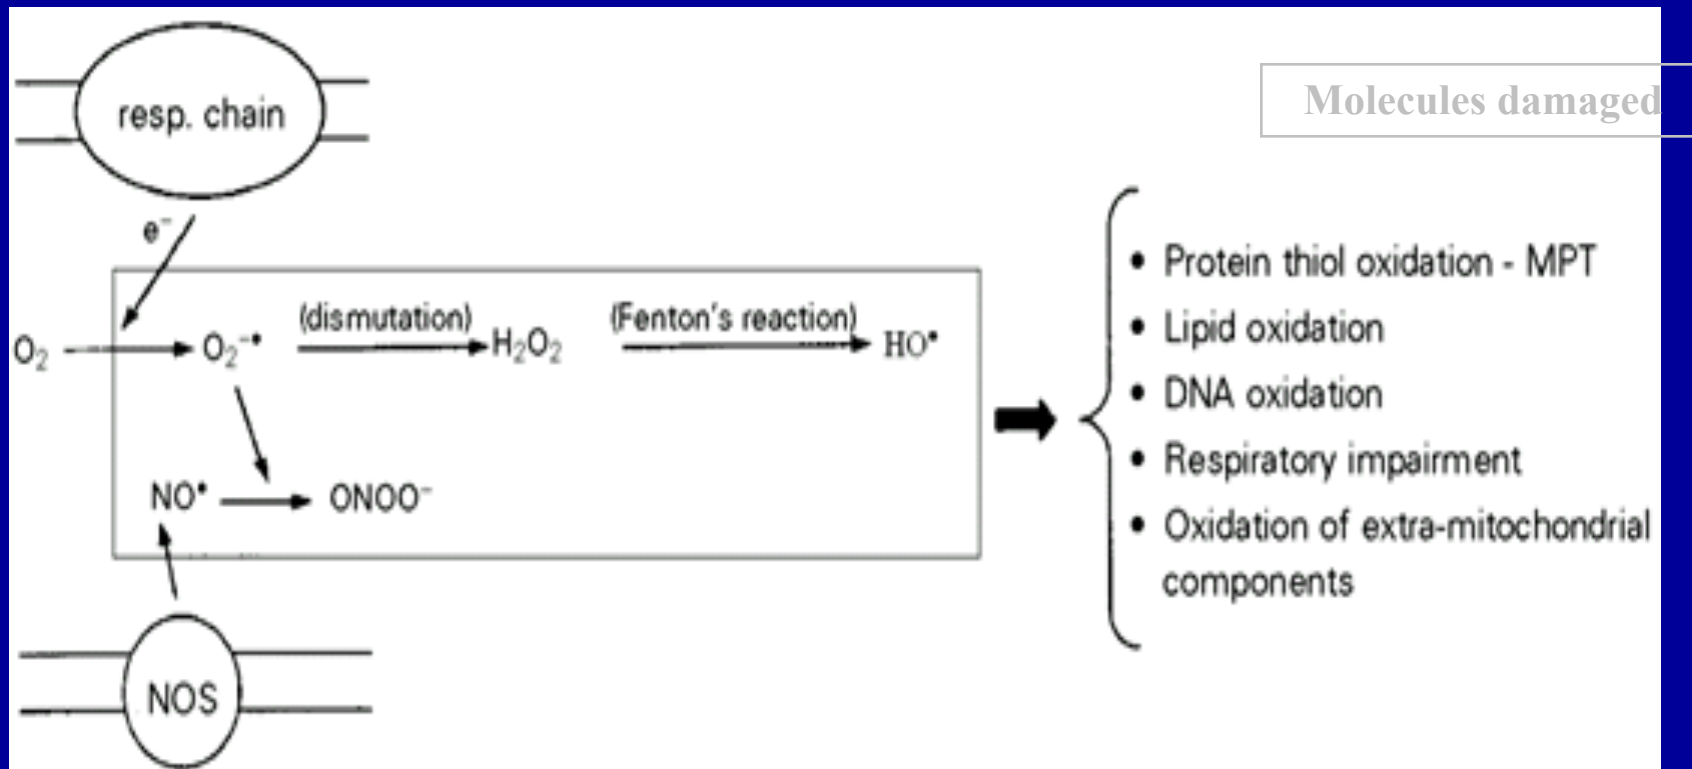 resp. chain
Molecules damaged
e⁻
O₂ O₂⁻• (dismutation) H₂O₂ (Fenton's reaction) HO•
NO• ONOO⁻
NOS
• Protein thiol oxidation - MPT
• Lipid oxidation
• DNA oxidation
• Respiratory impairment
• Oxidation of extra-mitochondrial
components